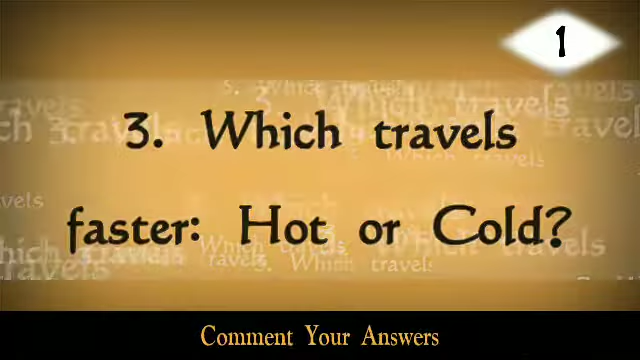 1
3. Which travels
faster: Hot or Cold?
Comment Your Answers